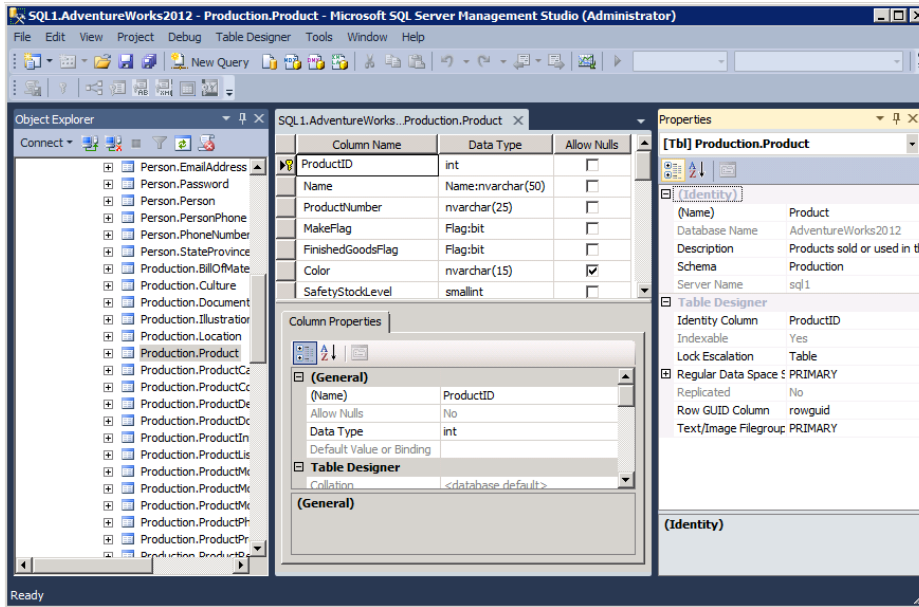 SQL1.AdventureWorks2012 - Production.Product - Microsoft SQL Server Management Studio (Administrator)
File Edit View Project Debug Table Designer Tools Window Help
New Query
Object Explorer
Connect
Person.EmailAddress
Person.Password
Person.Person
Person.PersonPhone
Person.PhoneNumber
Person.StateProvince
Production.BillOfMate
Production.Culture
Production.Document
Production.Illustration
Production.Location
Production.Product
Production.ProductCa
Production.ProductCo
Production.ProductDe
Production.ProductDo
Production.ProductIn
Production.ProductLis
Production.ProductMo
Production.ProductMo
Production.ProductMo
Production.ProductPh
Production.ProductPr
Production.ProductRe
SQL1.AdventureWorks...Production.Product
Column Name Data Type Allow Nulls
ProductID int
Name Name:nvarchar(50)
ProductNumber nvarchar(25)
MakeFlag Flag:bit
FinishedGoodsFlag Flag:bit
Color nvarchar(15)
SafetyStockLevel smallint
Column Properties
(General)
(Name) ProductID
Allow Nulls No
Data Type int
Default Value or Binding
Table Designer
Collation <database default>
(General)
Properties
[Tbl] Production.Product
(Identity)
(Name) Product
Database Name AdventureWorks2012
Description Products sold or used in th
Schema Production
Server Name sql1
Table Designer
Identity Column ProductID
Indexable Yes
Lock Escalation Table
Regular Data Space S PRIMARY
Replicated No
Row GUID Column rowguid
Text/Image Filegroup PRIMARY
(Identity)
Ready